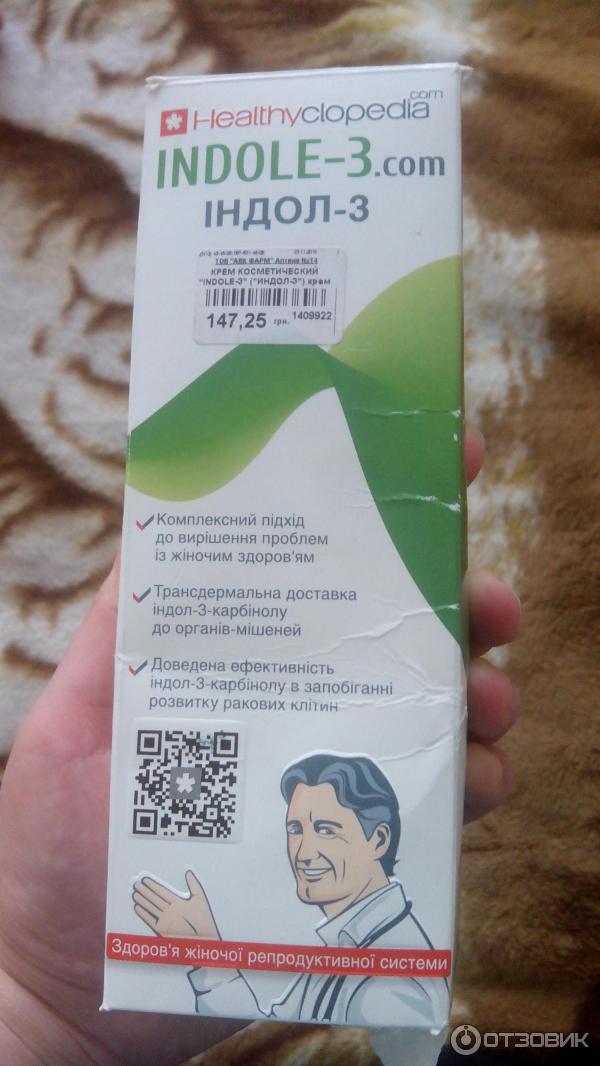 Healthyclopedia.com
INDOLE-3.com
ІНДОЛ-3
ТОВ "АВК ФАРМ" Аптека №14
КРЕМ КОСМЕТИЧЕСКИЙ
"INDOLE-3" ("ИНДОЛ-3") крем
147,25 грн. 1409922
Комплексний підхід
до вирішення проблем
із жіночим здоров'ям
Трансдермальна доставка
індол-3-карбінолу
до органів-мішеней
Доведена ефективність
індол-3-карбінолу в запобіганні
розвитку ракових клітин
Здоров'я жіночої репродуктивної системи
ОТЗОВИК